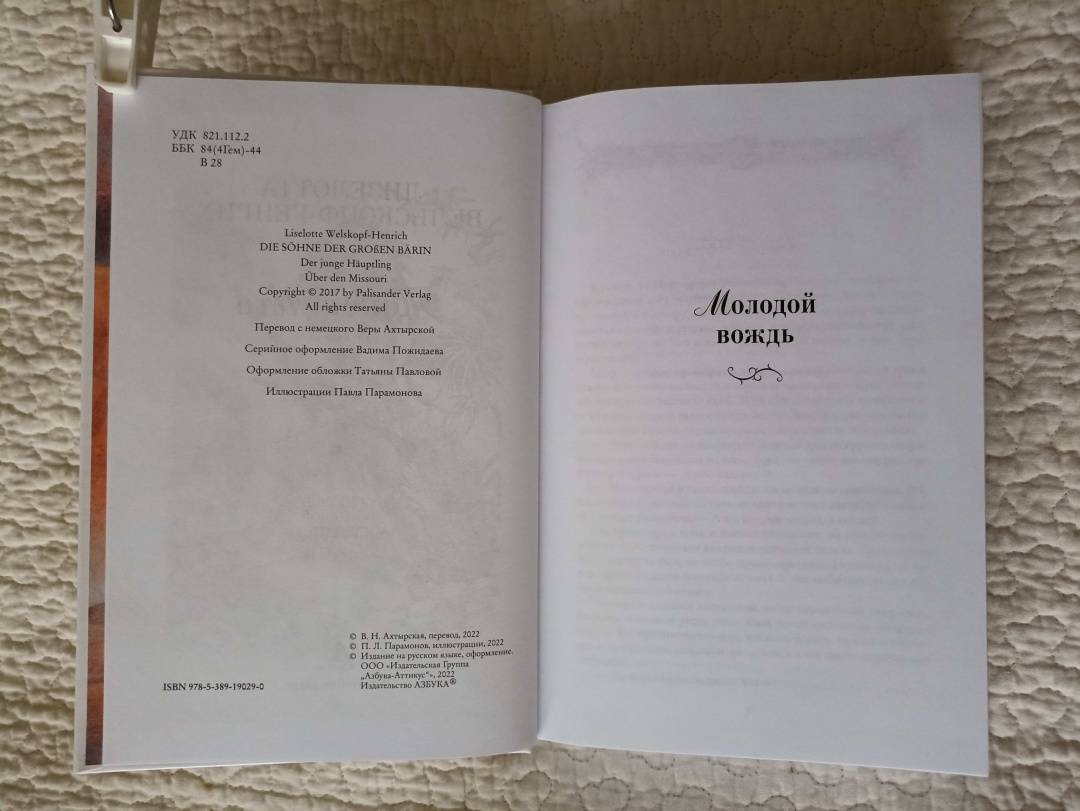 УДК 821.112.2
ББК 84(4Гем)-44
В 28
Liselotte Welskopf-Henrich
DIE SÖHNE DER GROßEN BÄRIN
Der junge Häuptling
Über den Missouri
Copyright © 2017 by Palisander Verlag
All rights reserved
Перевод с немецкого Веры Ахтырской
Серийное оформление Вадима Пожидаева
Оформление обложки Татьяны Павловой
Иллюстрации Павла Парамонова
© В. Н. Ахтырская, перевод, 2022
© П. Л. Парамонов, иллюстрации, 2022
© Издание на русском языке, оформление.
ООО «Издательская Группа
„Азбука-Аттикус“», 2022
Издательство АЗБУКА®
ISBN 978-5-389-19029-0
Молодой
вождь